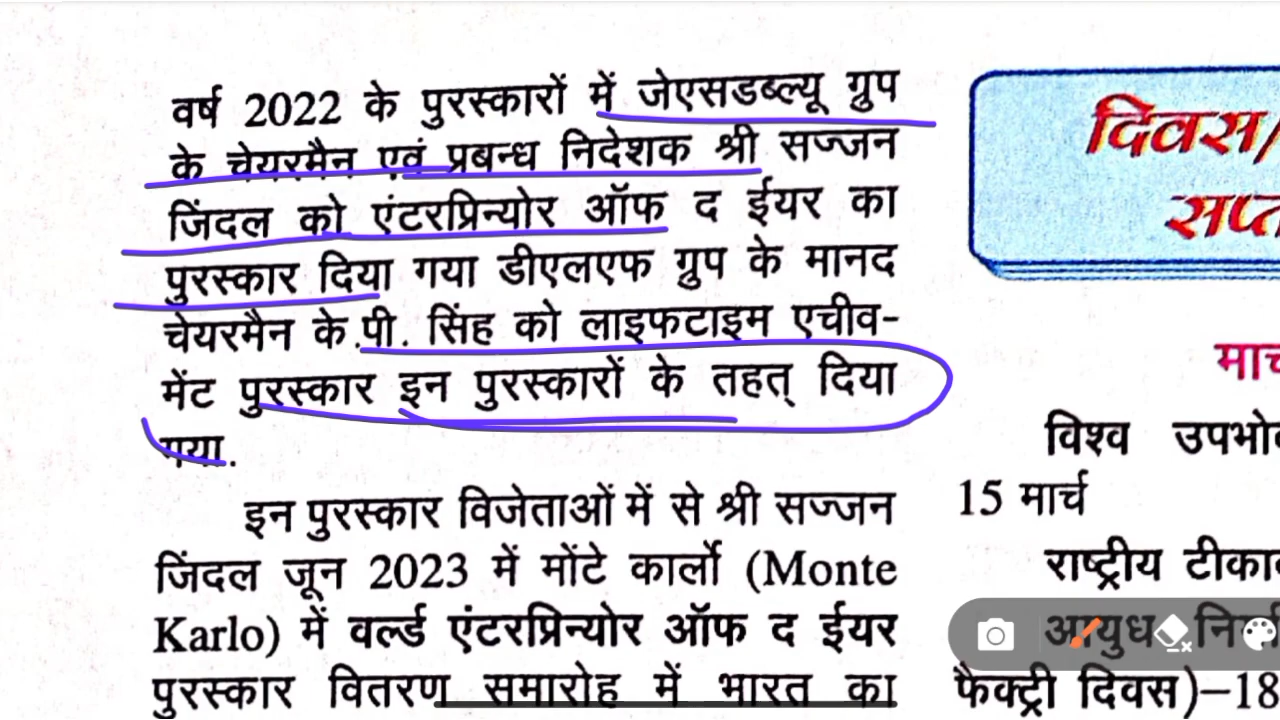 वर्ष 2022 के पुरस्कारों में जेएसडब्ल्यू ग्रुप
के चेयरमैन एवं प्रबन्ध निदेशक श्री सज्जन
जिंदल को एंटरप्रिन्योर ऑफ द ईयर का
पुरस्कार दिया गया डीएलएफ ग्रुप के मानद
चेयरमैन के.पी. सिंह को लाइफटाइम एचीव-
मेंट पुरस्कार इन पुरस्कारों के तहत् दिया
गया.
इन पुरस्कार विजेताओं में से श्री सज्जन
जिंदल जून 2023 में मोंटे कार्लो (Monte
Karlo) में वर्ल्ड एंटरप्रिन्योर ऑफ द ईयर
पुरस्कार वितरण समारोह में भारत का
दिवस/
विश्व
15 मार्च
राष्ट्रीय
आयुध
फैक्ट्री दिवस)–18